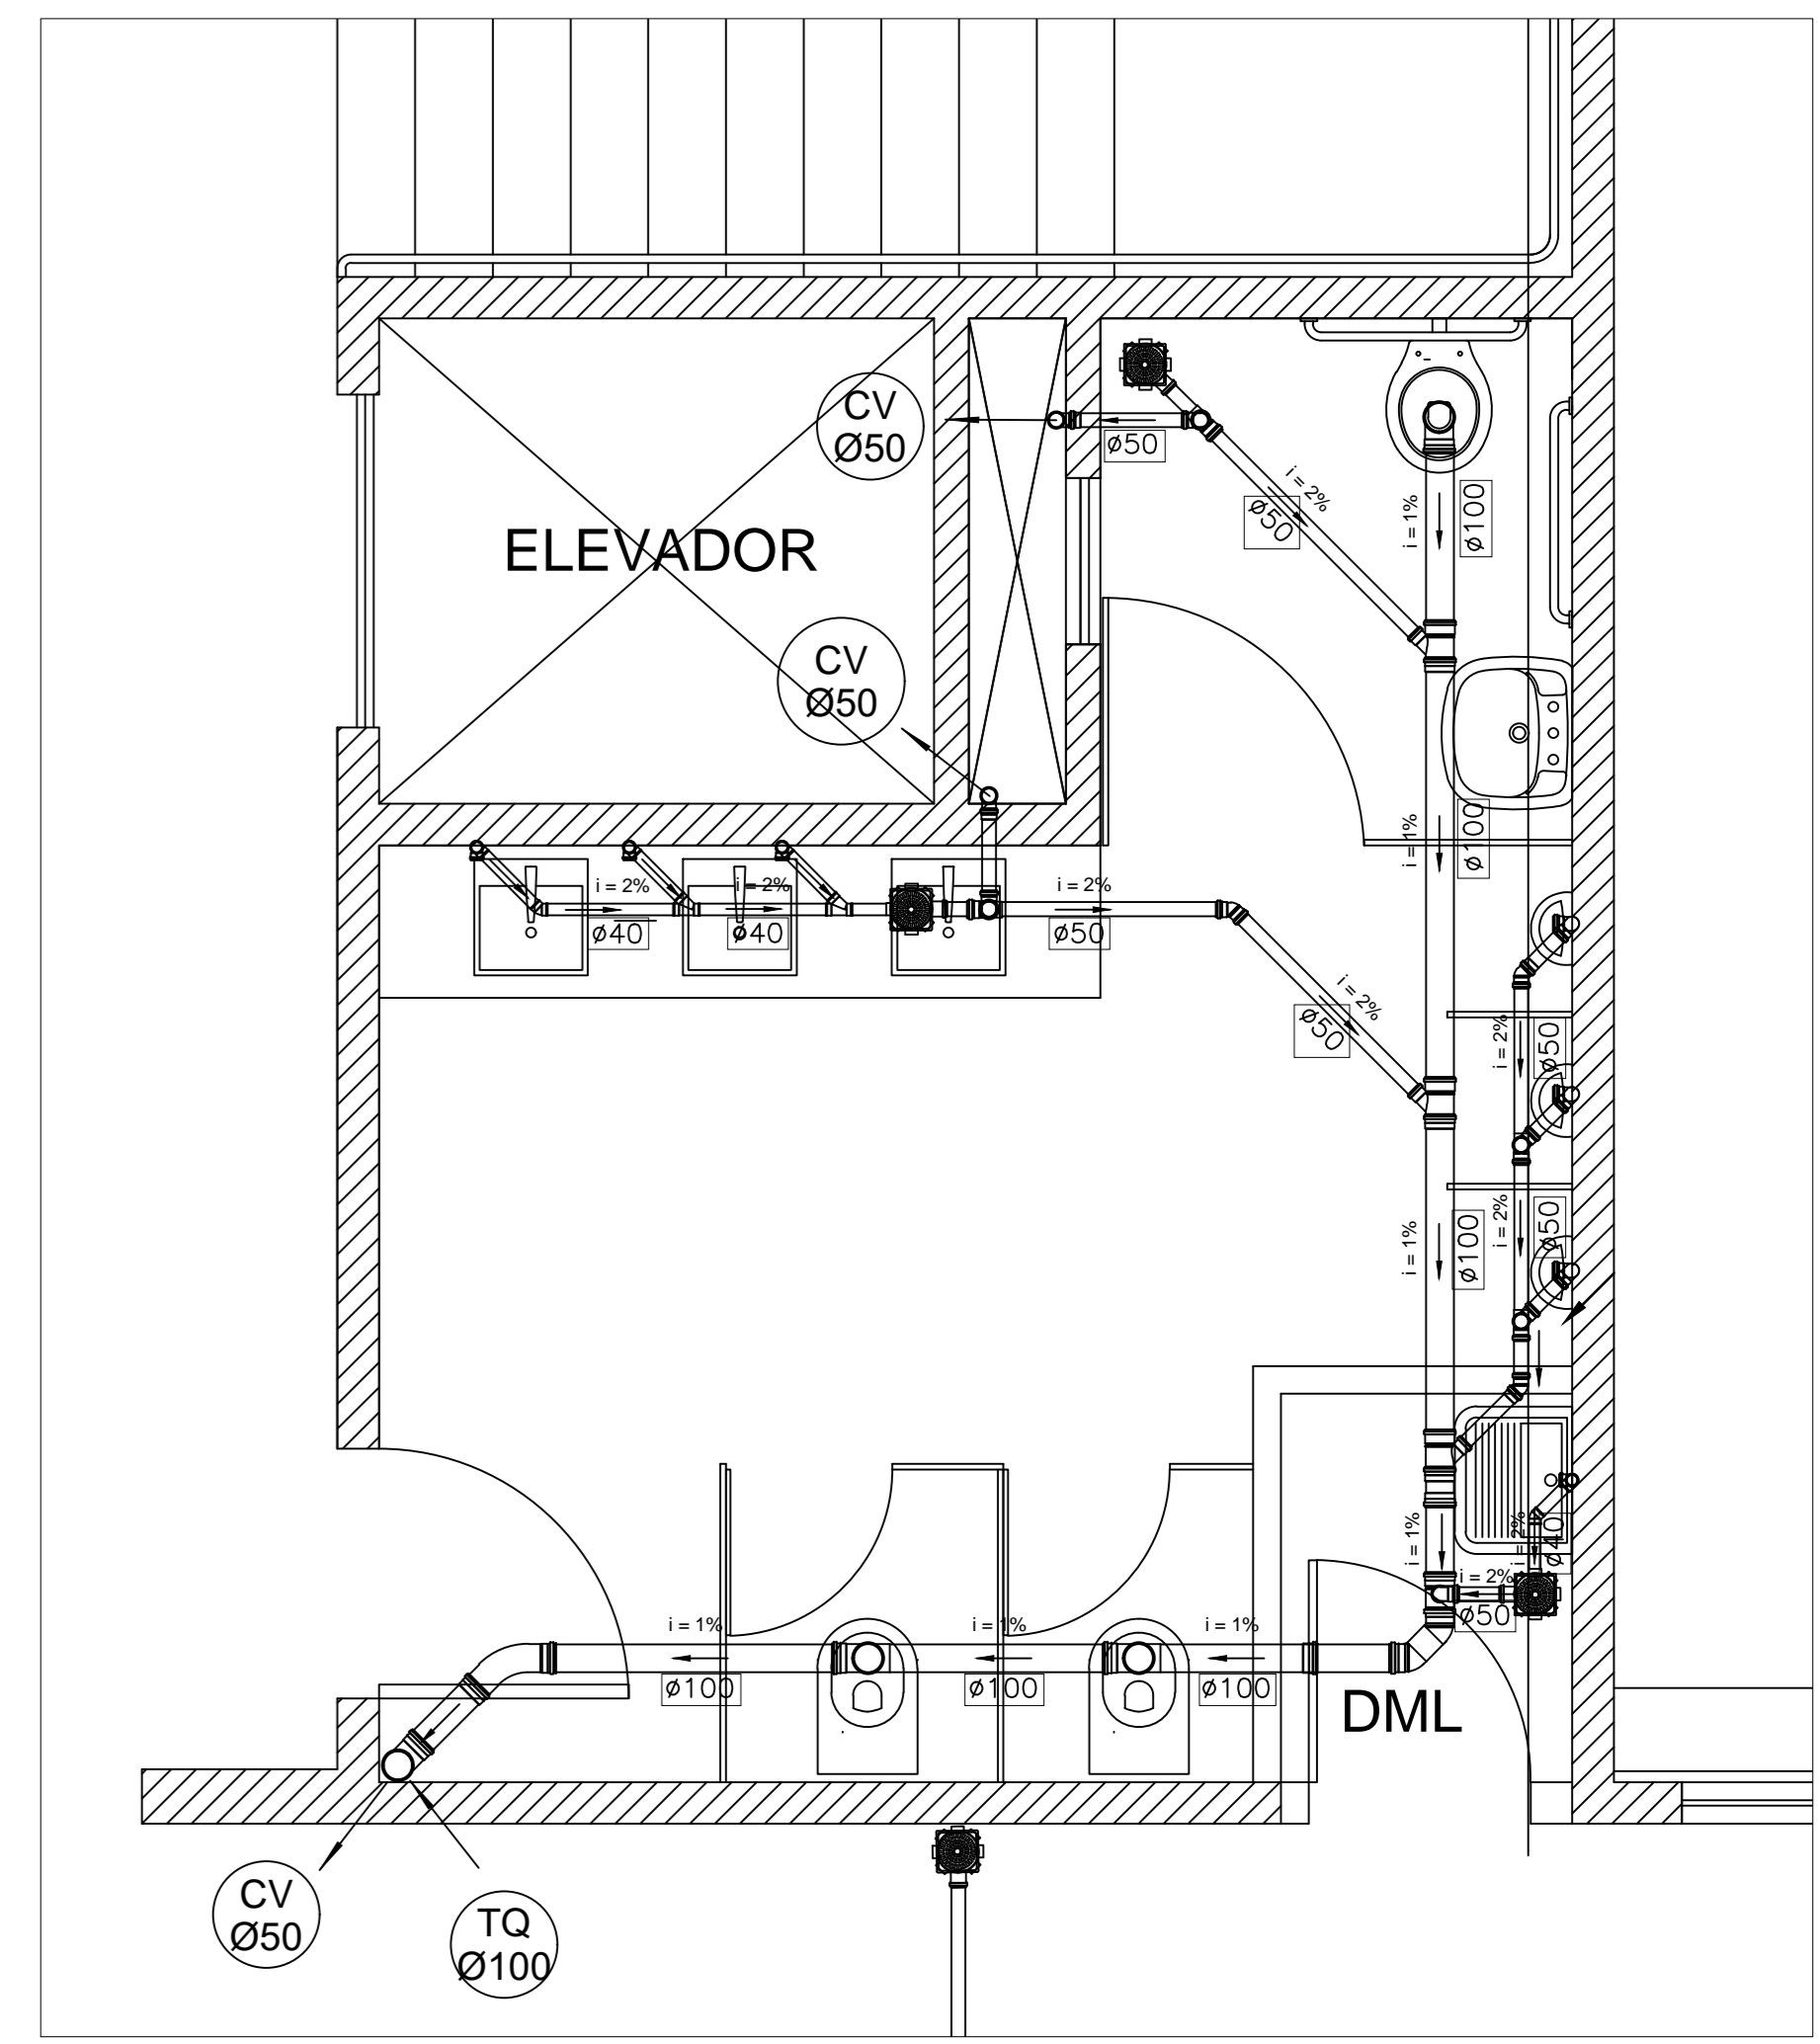 CV
Ø50
ø50
i = 2%
ø50
i = 1%
ø100
ELEVADOR
CV
Ø50
i = 1%
ø100
i = 2%
ø40
i = 2%
ø40
i = 2%
ø50
i = 2%
ø50
i = 2%
ø50
i = 1%
ø100
i = 2%
ø50
i = 1%
i = 2%
ø40
i = 2%
ø50
i = 1%
ø100
i = 1%
ø100
i = 1%
ø100
DML
CV
Ø50
TQ
Ø100